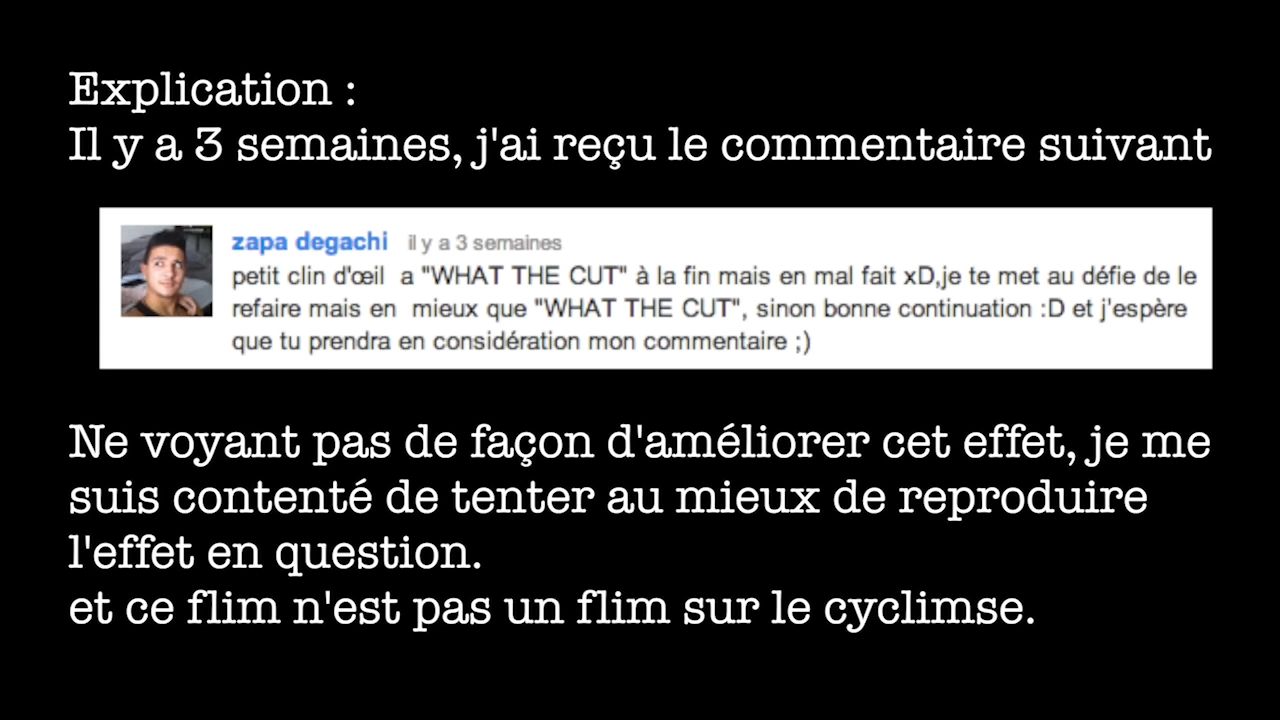 Explication :
Il y a 3 semaines, j'ai reçu le commentaire suivant
zapa degachi il y a 3 semaines
petit clin d'œil a "WHAT THE CUT" à la fin mais en mal fait xD,je te met au défie de le
refaire mais en mieux que "WHAT THE CUT", sinon bonne continuation :D et j'espère
que tu prendra en considération mon commentaire ;)
Ne voyant pas de façon d'améliorer cet effet, je me
suis contenté de tenter au mieux de reproduire
l'effet en question.
et ce flim n'est pas un flim sur le cyclimse.